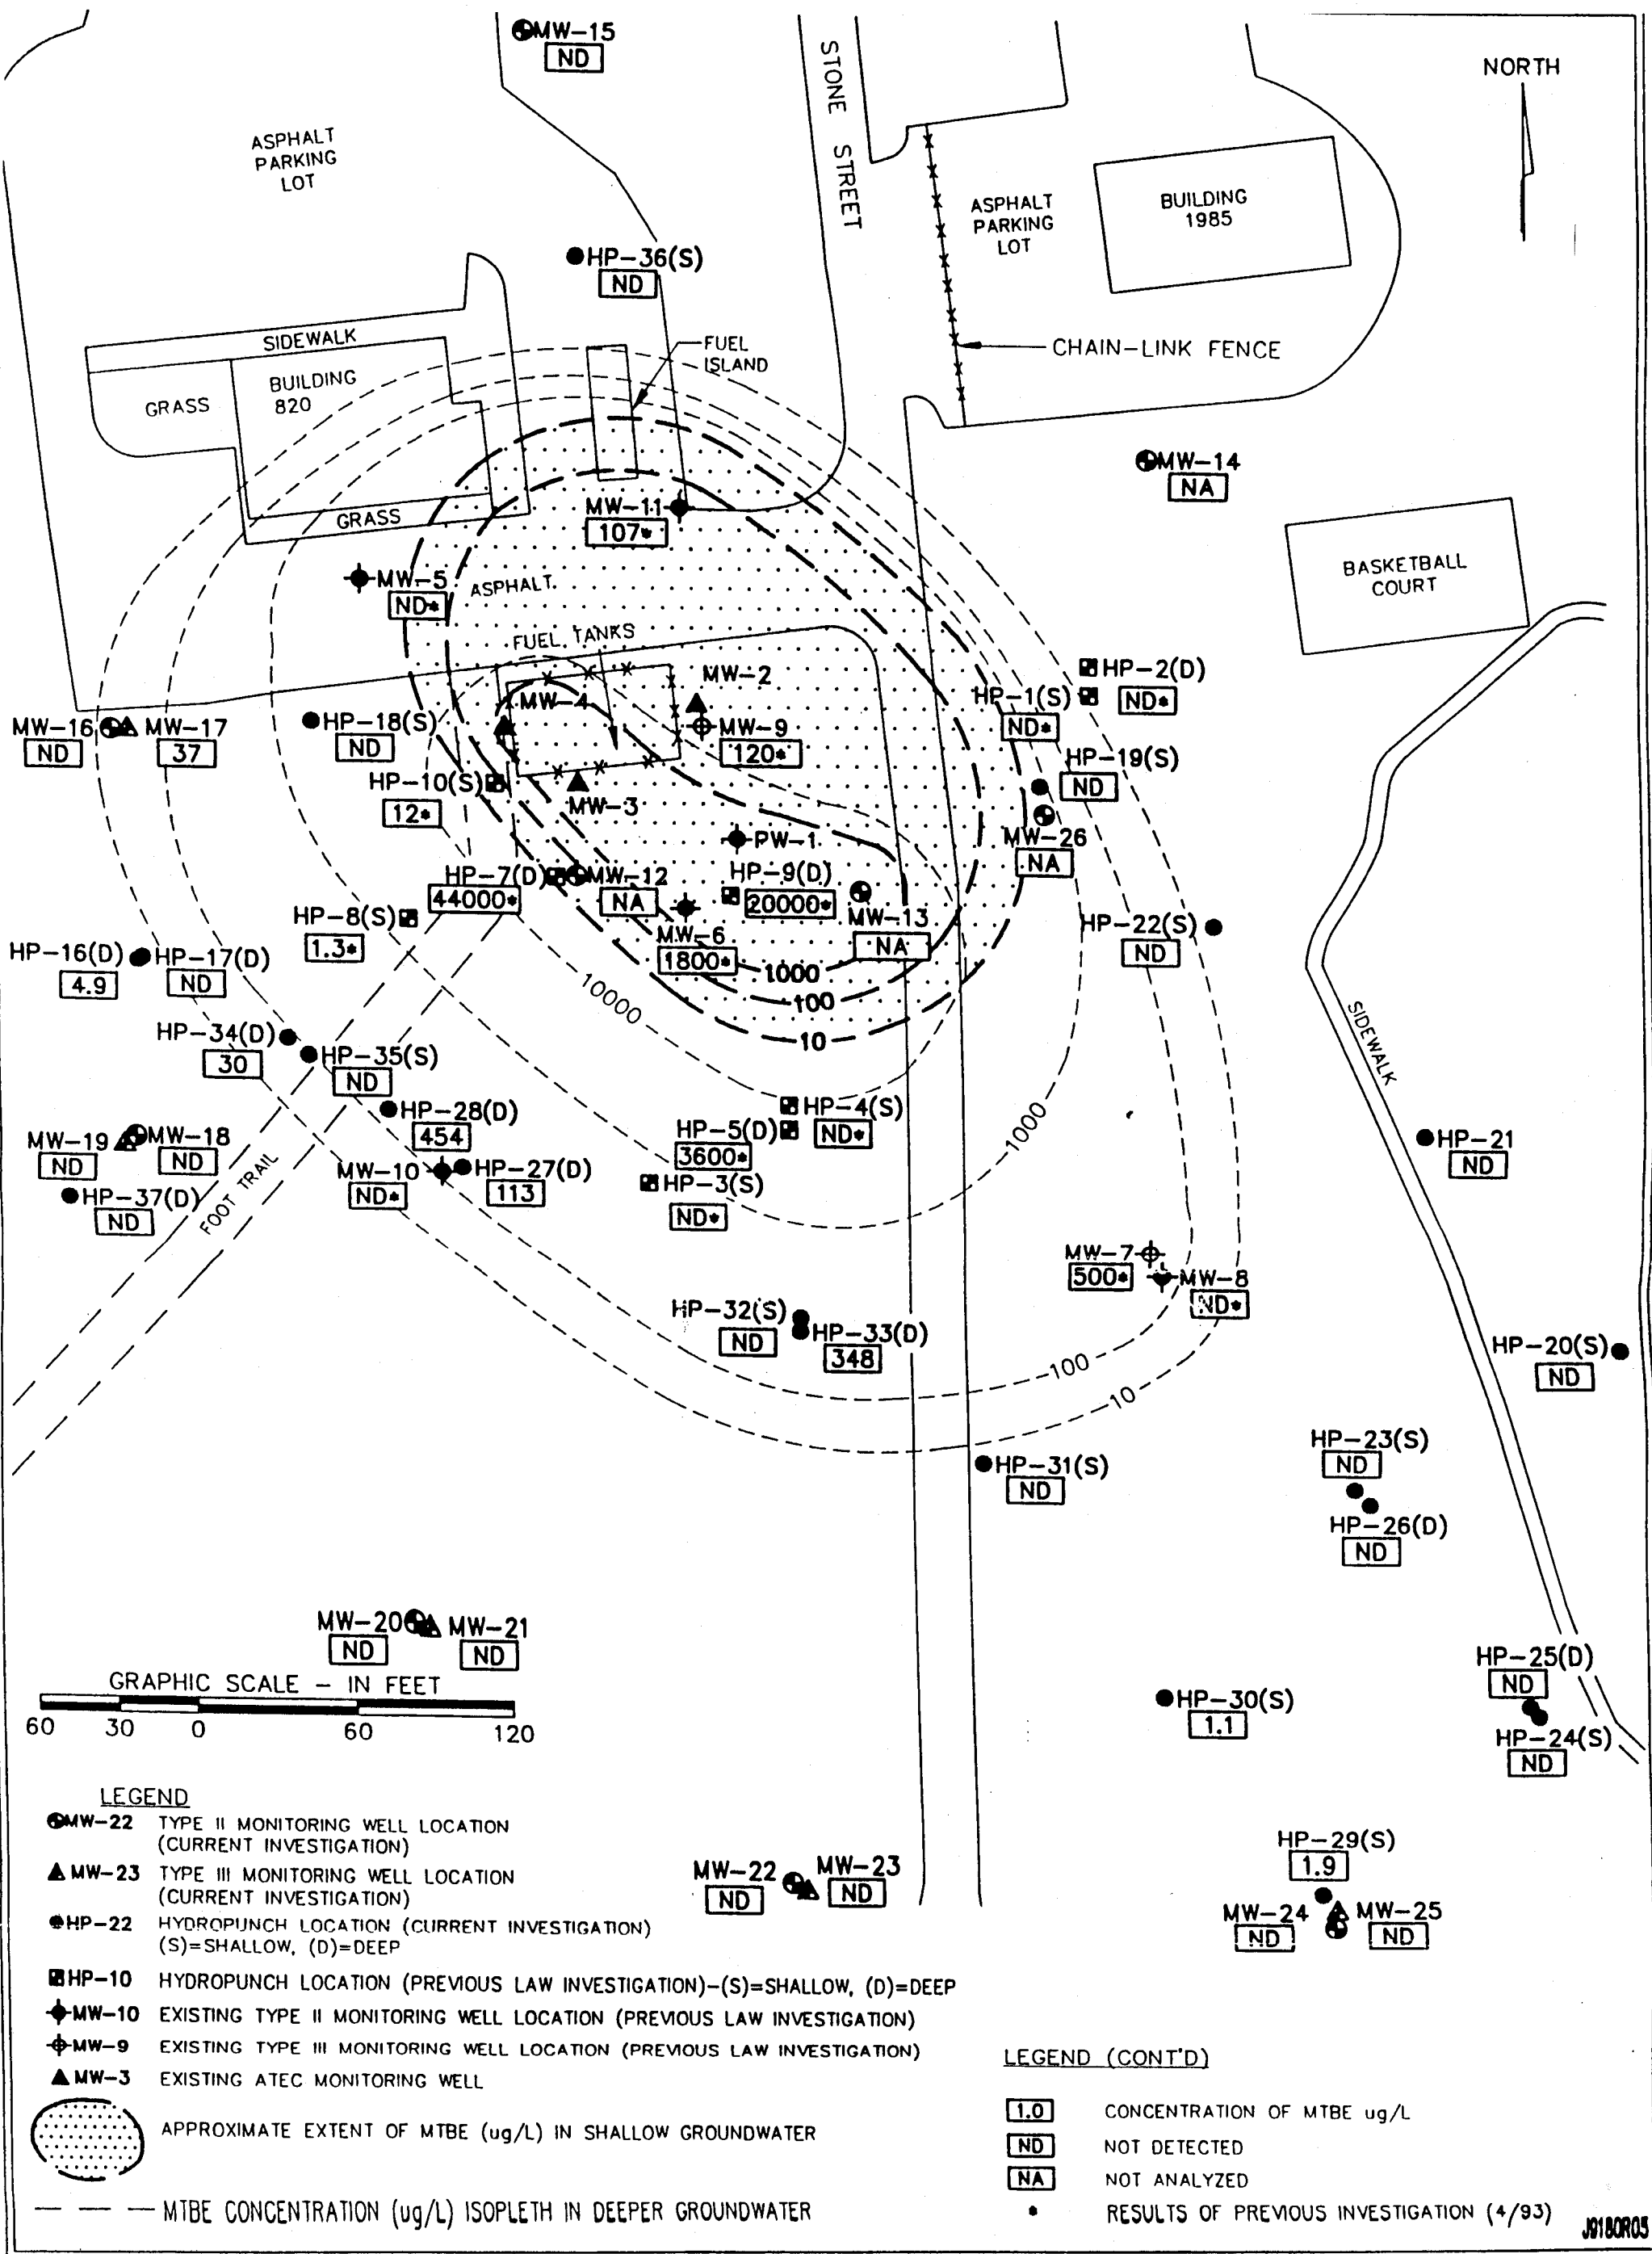 MW-15
ND
STONE STREET
NORTH
ASPHALT
PARKING
LOT
ASPHALT
PARKING
LOT
BUILDING
1985
HP-36(S)
ND
SIDEWALK
FUEL
ISLAND
CHAIN-LINK FENCE
BUILDING
820
GRASS
MW-14
NA
GRASS
MW-11
107*
BASKETBALL
COURT
MW-5
ND*
ASPHALT
FUEL TANKS
MW-2
HP-2(D)
ND*
HP-1(S)
ND*
MW-4
MW-16
ND
MW-17
37
HP-18(S)
ND
MW-9
120*
HP-19(S)
ND
HP-10(S)
12*
MW-3
MW-26
NA
PW-1
HP-7(D)
44000*
MW-12
NA
HP-9(D)
20000*
MW-13
NA
HP-8(S)
1.3*
HP-22(S)
ND
MW-6
1800*
HP-16(D)
4.9
HP-17(D)
ND
1000
100
10
10000
HP-34(D)
30
HP-35(S)
ND
SIDEWALK
HP-28(D)
454
HP-4(S)
ND*
HP-5(D)
3600*
1000
MW-19
ND
MW-18
ND
HP-21
ND
MW-10
ND*
HP-27(D)
113
HP-3(S)
ND*
HP-37(D)
ND
FOOT TRAIL
MW-7
500*
MW-8
ND*
HP-32(S)
ND
HP-33(D)
348
HP-20(S)
ND
100
10
HP-31(S)
ND
HP-23(S)
ND
HP-26(D)
ND
MW-20
ND
MW-21
ND
HP-25(D)
ND
HP-24(S)
ND
HP-30(S)
1.1
GRAPHIC SCALE - IN FEET
60 30 0 60 120
HP-29(S)
1.9
MW-22
ND
MW-23
ND
MW-24
ND
MW-25
ND
LEGEND
MW-22 TYPE II MONITORING WELL LOCATION
(CURRENT INVESTIGATION)
MW-23 TYPE III MONITORING WELL LOCATION
(CURRENT INVESTIGATION)
HP-22 HYDROPUNCH LOCATION (CURRENT INVESTIGATION)
(S)=SHALLOW, (D)=DEEP
HP-10 HYDROPUNCH LOCATION (PREVIOUS LAW INVESTIGATION)-(S)=SHALLOW, (D)=DEEP
MW-10 EXISTING TYPE II MONITORING WELL LOCATION (PREVIOUS LAW INVESTIGATION)
MW-9 EXISTING TYPE III MONITORING WELL LOCATION (PREVIOUS LAW INVESTIGATION)
MW-3 EXISTING ATEC MONITORING WELL
APPROXIMATE EXTENT OF MTBE (ug/L) IN SHALLOW GROUNDWATER
MTBE CONCENTRATION (ug/L) ISOPLETH IN DEEPER GROUNDWATER
LEGEND (CONT'D)
1.0 CONCENTRATION OF MTBE ug/L
ND NOT DETECTED
NA NOT ANALYZED
* RESULTS OF PREVIOUS INVESTIGATION (4/93)
J9180R05